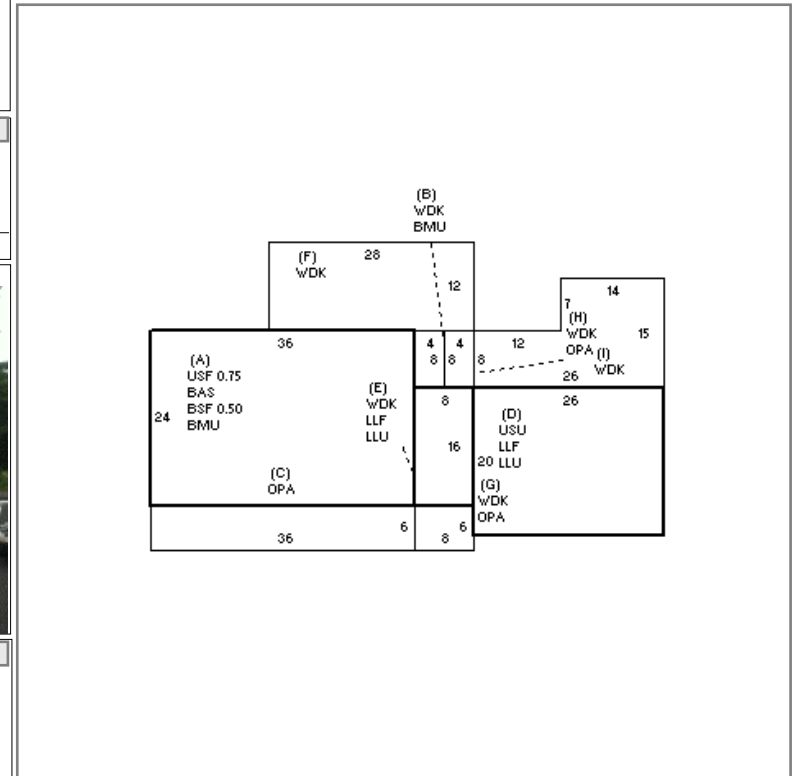 (B)
WDK
BMU
(F)
WDK
28
12
14
7
(H)
WDK
OPA
15
(I)
WDK
36
4
8
4
8
8
12
26
(A)
USF 0.75
BAS
BSF 0.50
BMU
24
(E)
WDK
LLF
LLU
8
16
26
(D)
USU
LLF
LLU
20
(C)
OPA
(G)
WDK
OPA
36
6
8
6